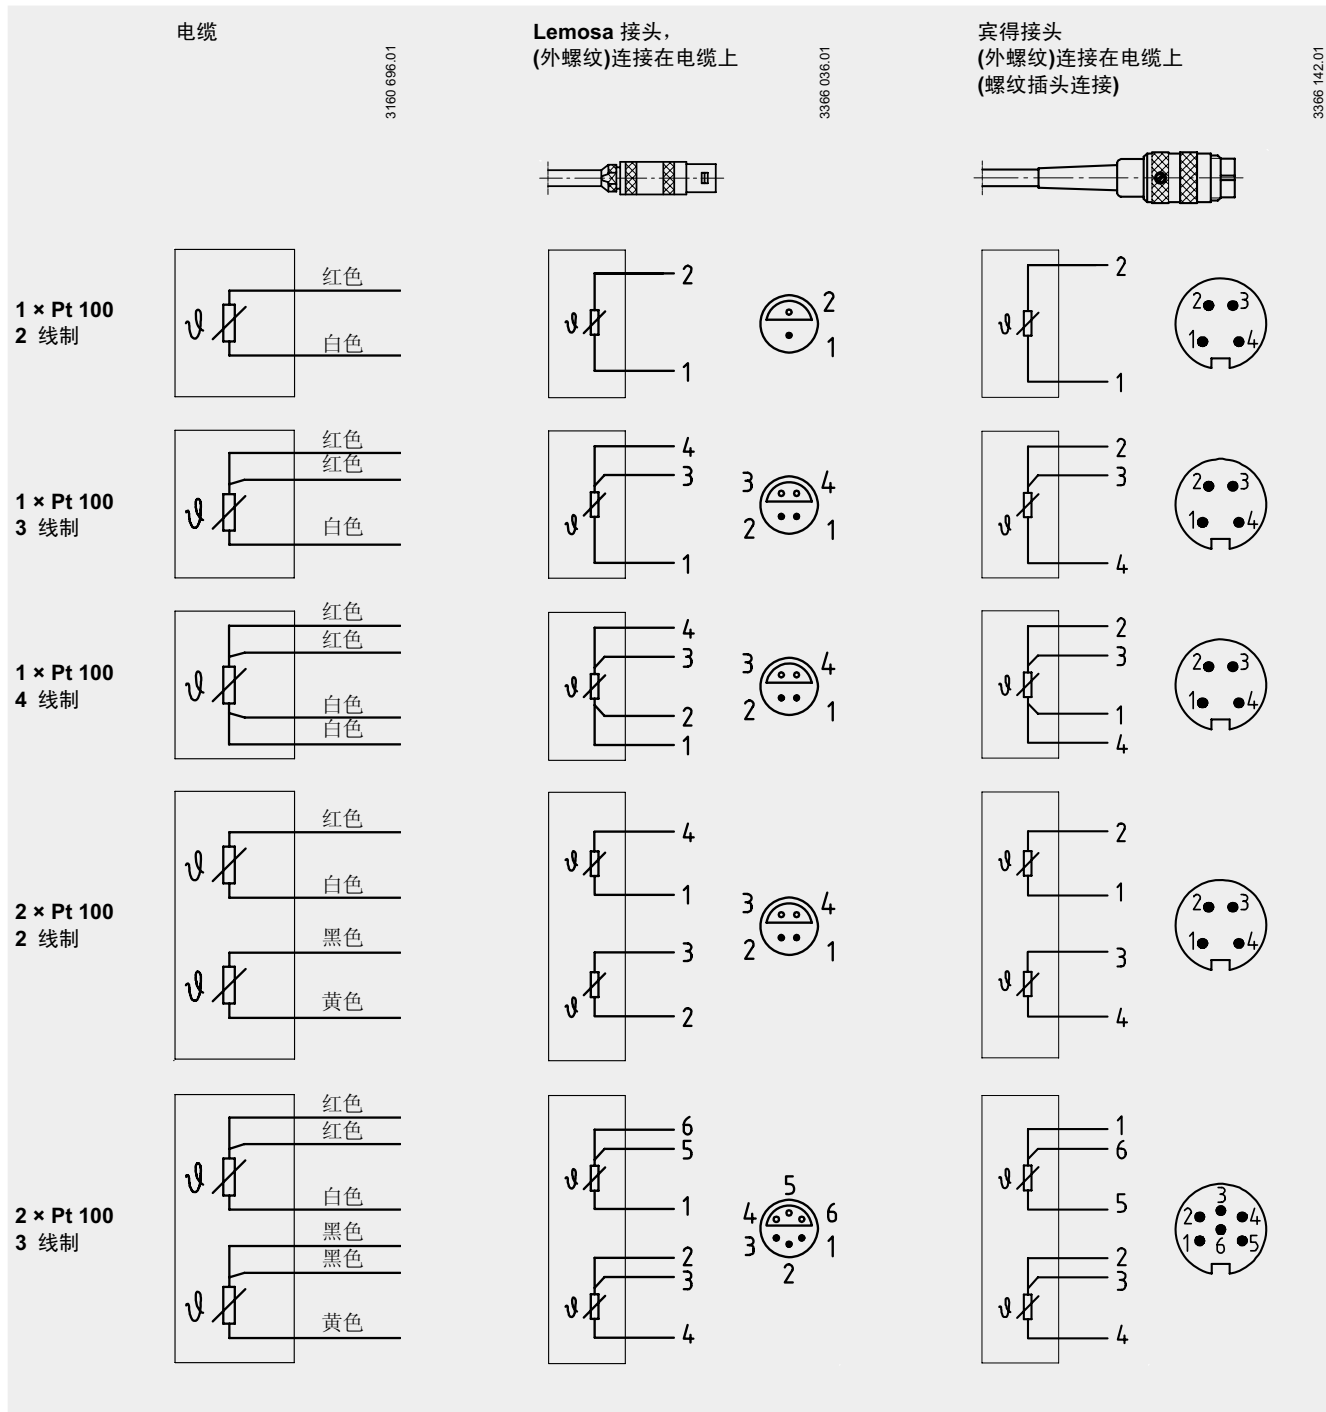 电缆
3160 696.01
Lemosa 接头，
(外螺纹)连接在电缆上
3366 036.01
宾得接头
(外螺纹)连接在电缆上
(螺纹插头连接)
3366 142.01
1 × Pt 100
2 线制
ϑ
红色
白色
ϑ
2
1
2
1
ϑ
2
1
2
3
1
4
1 × Pt 100
3 线制
ϑ
红色
红色
白色
ϑ
4
3
1
3
4
2
1
ϑ
2
3
4
2
3
1
4
1 × Pt 100
4 线制
ϑ
红色
红色
白色
白色
ϑ
4
3
2
1
3
4
2
1
ϑ
2
3
1
4
2
3
1
4
2 × Pt 100
2 线制
ϑ
红色
白色
ϑ
黑色
黄色
ϑ
4
1
ϑ
3
2
3
4
2
1
ϑ
2
1
ϑ
3
4
2
3
1
4
2 × Pt 100
3 线制
ϑ
红色
红色
白色
ϑ
黑色
黑色
黄色
ϑ
6
5
1
ϑ
2
3
4
5
4
6
3
1
2
ϑ
1
6
5
ϑ
2
3
4
3
2
4
1
6
5